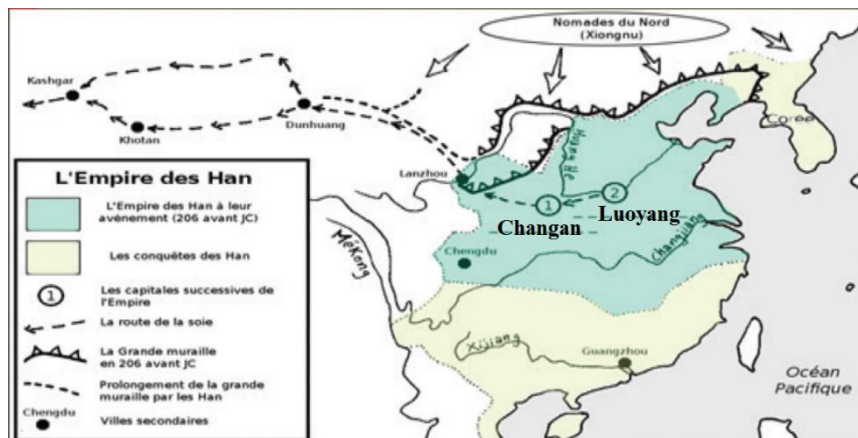 Nomades du Nord
(Xiongnu)
Kashgar
Khotan
Dunhuang
Lanzhou
Huang He
Corée
1
2
Changan
Luoyang
Mékong
Chengdu
Changjiang
Xijiang
Guangzhou
Océan
Pacifique
L'Empire des Han
L'Empire des Han à leur
avènement (206 avant JC)
Les conquêtes des Han
1
Les capitales successives de
l'Empire
La route de la soie
La Grande muraille
en 206 avant JC
Prolongement de la grande
muraille par les Han
Chengdu
Villes secondaires